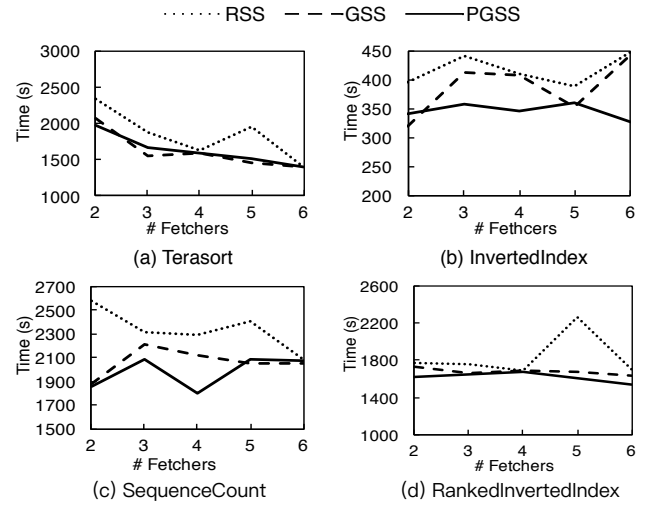 RSS GSS PGSS
Time (s)
3000
2500
2000
1500
1000
2 3 4 5 6
# Fetchers
(a) Terasort
Time (s)
450
400
350
300
250
200
2 3 4 5 6
# Fethcers
(b) InvertedIndex
Time (s)
2700
2500
2300
2100
1900
1700
1500
2 3 4 5 6
# Fetchers
(c) SequenceCount
Time (s)
2600
2200
1800
1400
1000
2 3 4 5 6
# Fetchers
(d) RankedInvertedIndex